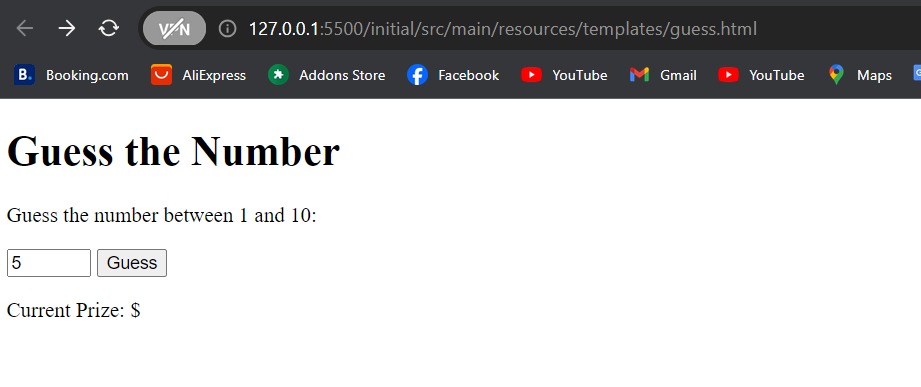 VPN 127.0.0.1:5500/initial/src/main/resources/templates/guess.html
B. Booking.com AliExpress Addons Store Facebook YouTube Gmail YouTube Maps
Guess the Number
Guess the number between 1 and 10:
5 Guess
Current Prize: $